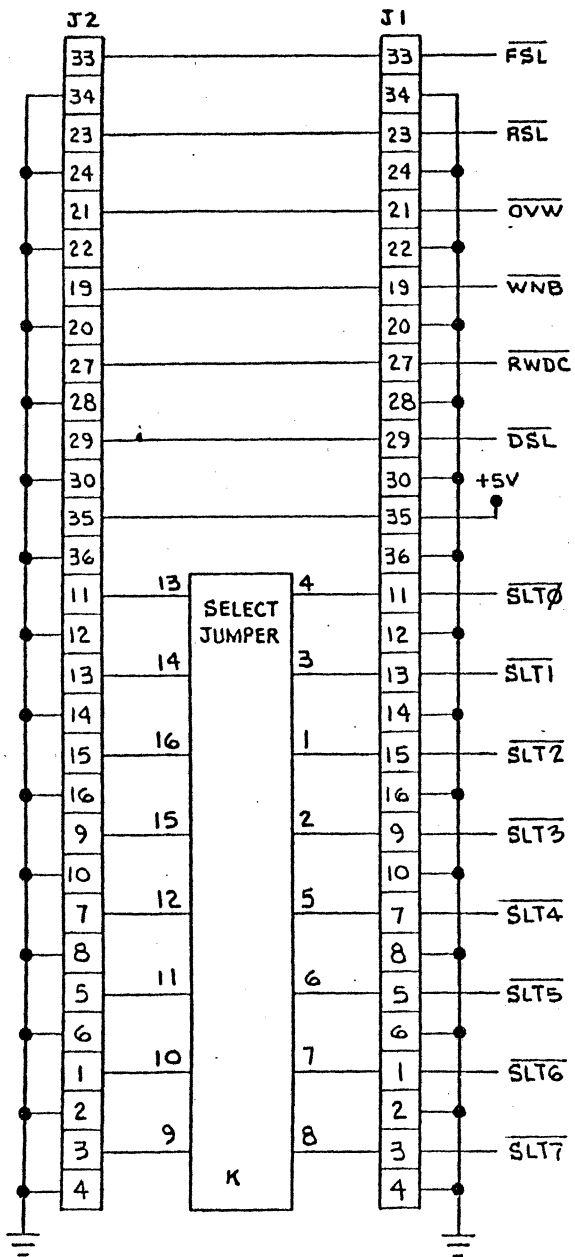 J2 J1
33 33 FSL
34 34
23 23 RSL
24 24
21 21 OVW
22 22
19 19 WNB
20 20
27 27 RWDC
28 28
29 29 DSL
30 30 +5V
35 35
36 36
11 13 4 11 SLTØ
SELECT
12 JUMPER 12
13 14 3 13 SLT1
14 14
15 16 1 15 SLT2
16 16
9 15 2 9 SLT3
10 10
7 12 5 7 SLT4
8 8
5 11 6 5 SLT5
6 6
1 10 7 1 SLT6
2 2
3 9 8 3 SLT7
K
4 4